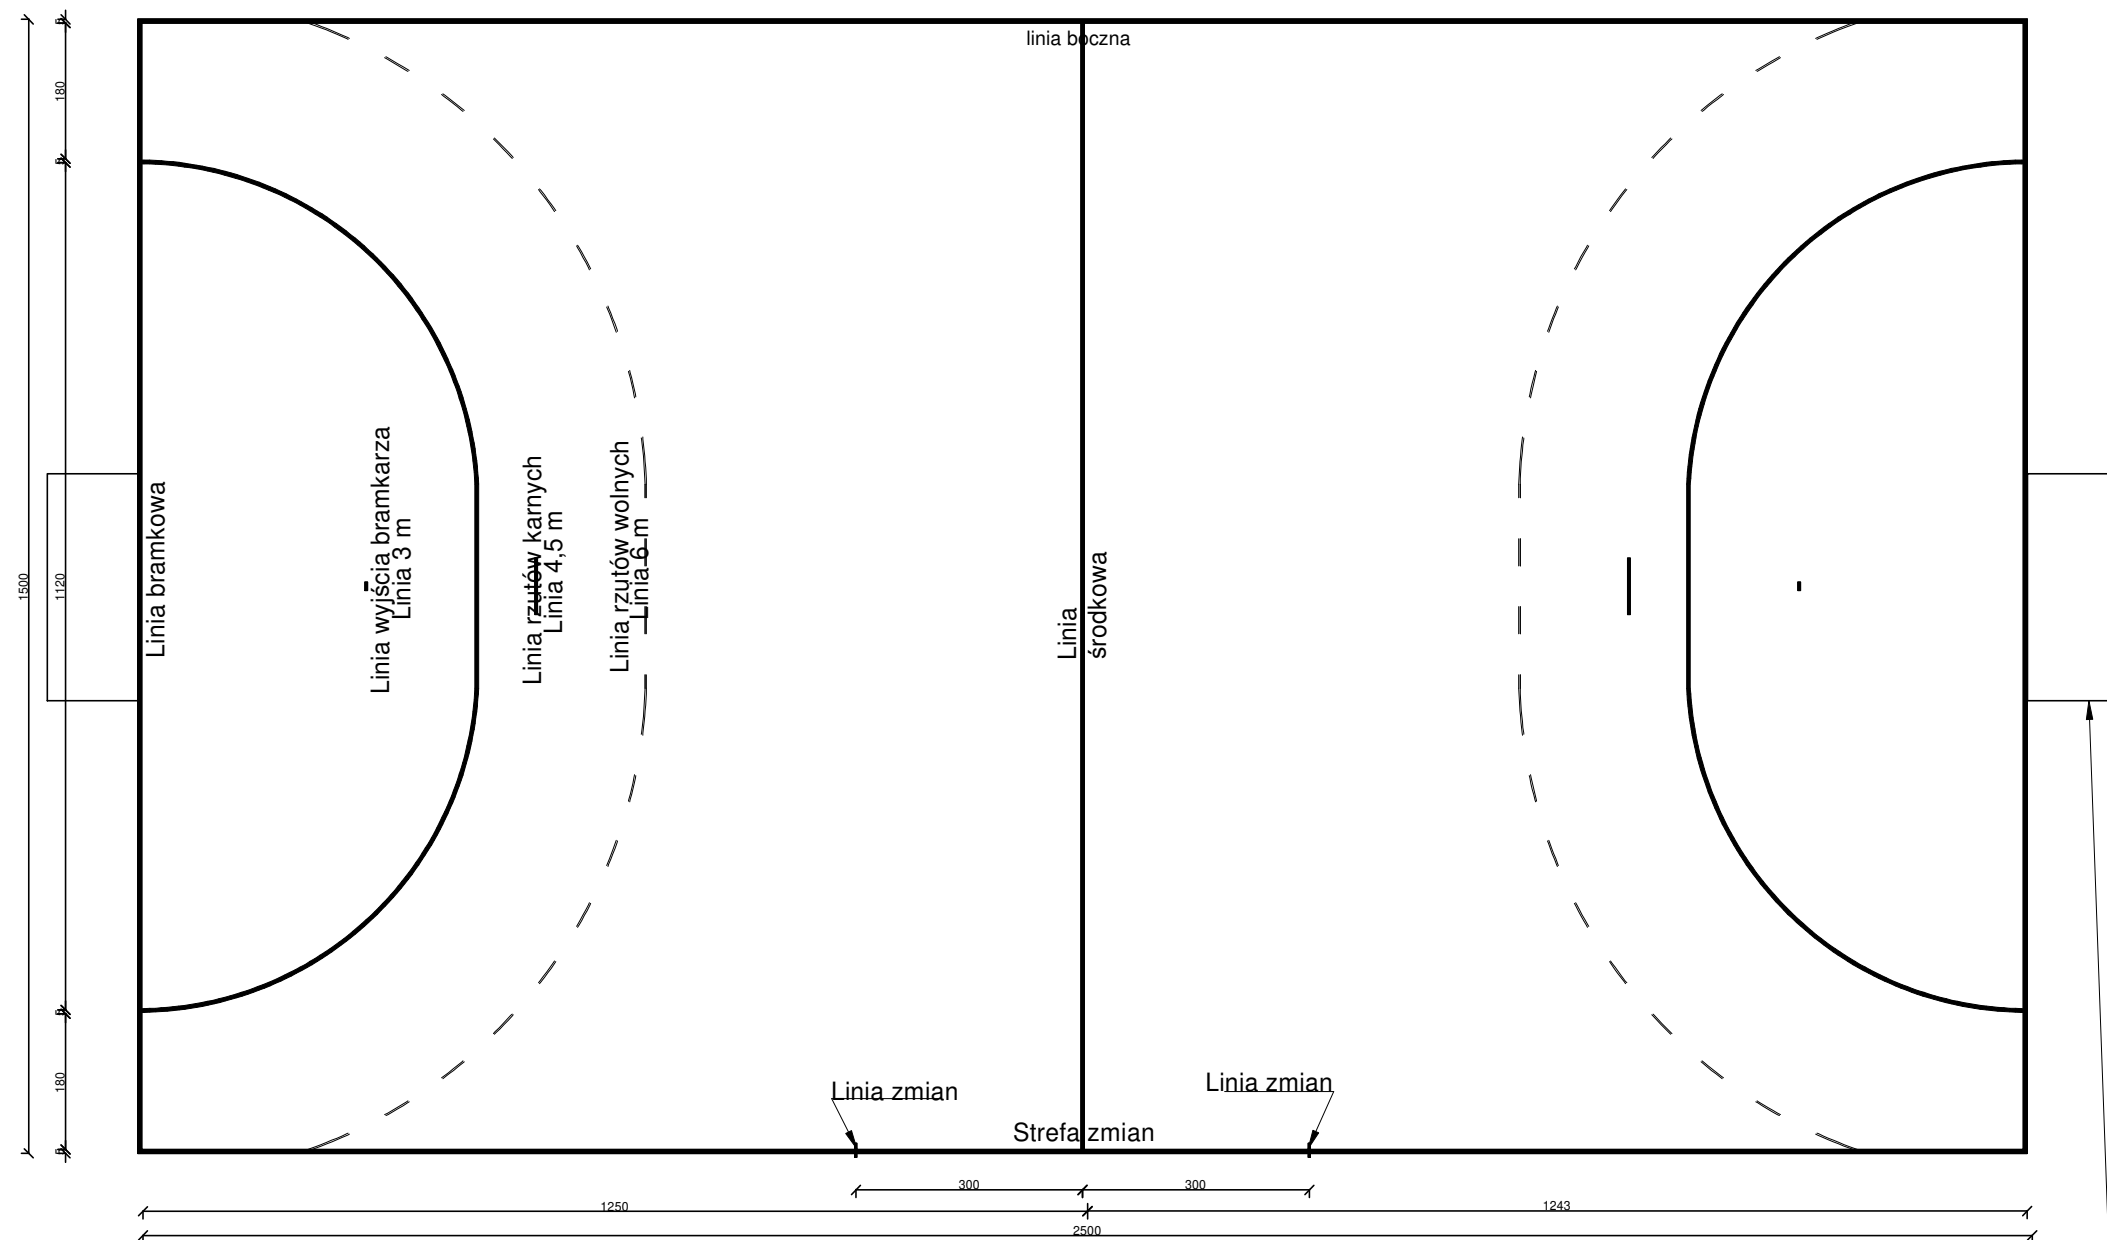 linia boczna
180
1500
1120
Linia bramkowa
Linia wyjścia bramkarza
Linia 3 m
Linia rzutów karnych
Linia 4,5 m
Linia rzutów wolnych
Linia 6 m
Linia
środkowa
180
Linia zmian
Linia zmian
Strefa zmian
300
300
1250
1243
2500